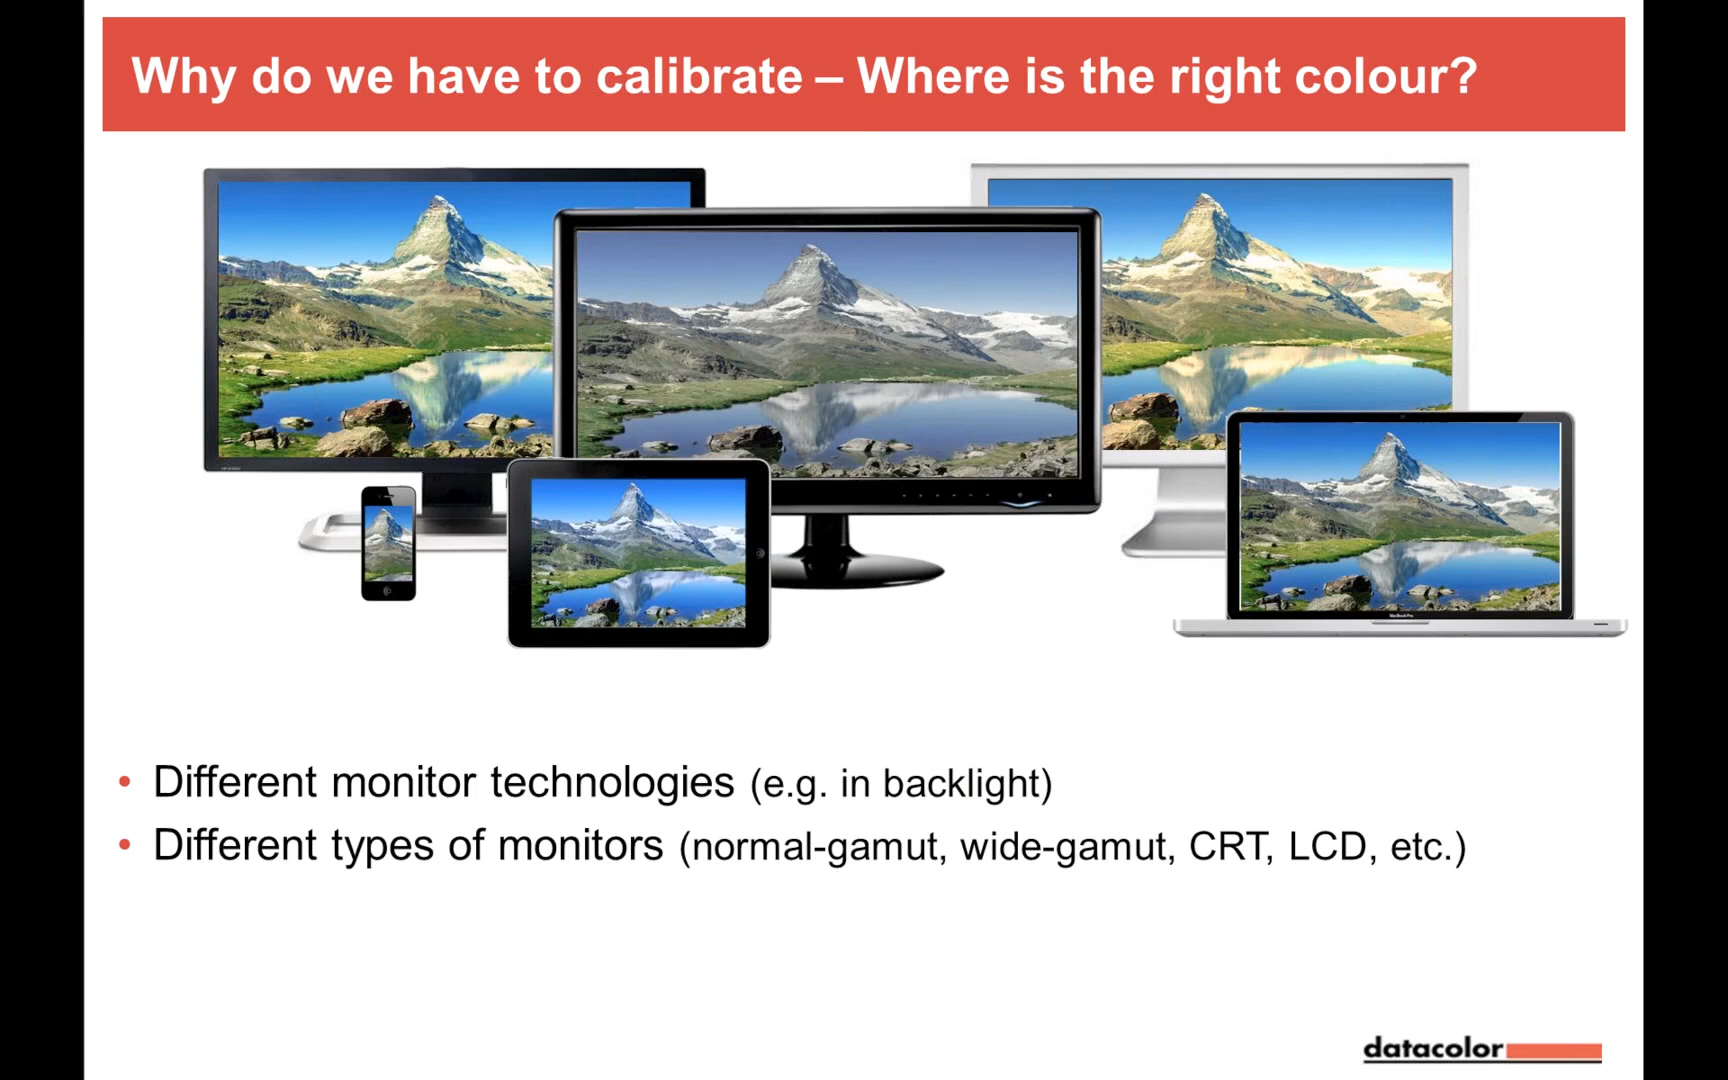 Why do we have to calibrate – Where is the right colour?
• Different monitor technologies (e.g. in backlight)
• Different types of monitors (normal-gamut, wide-gamut, CRT, LCD, etc.)
datacolor